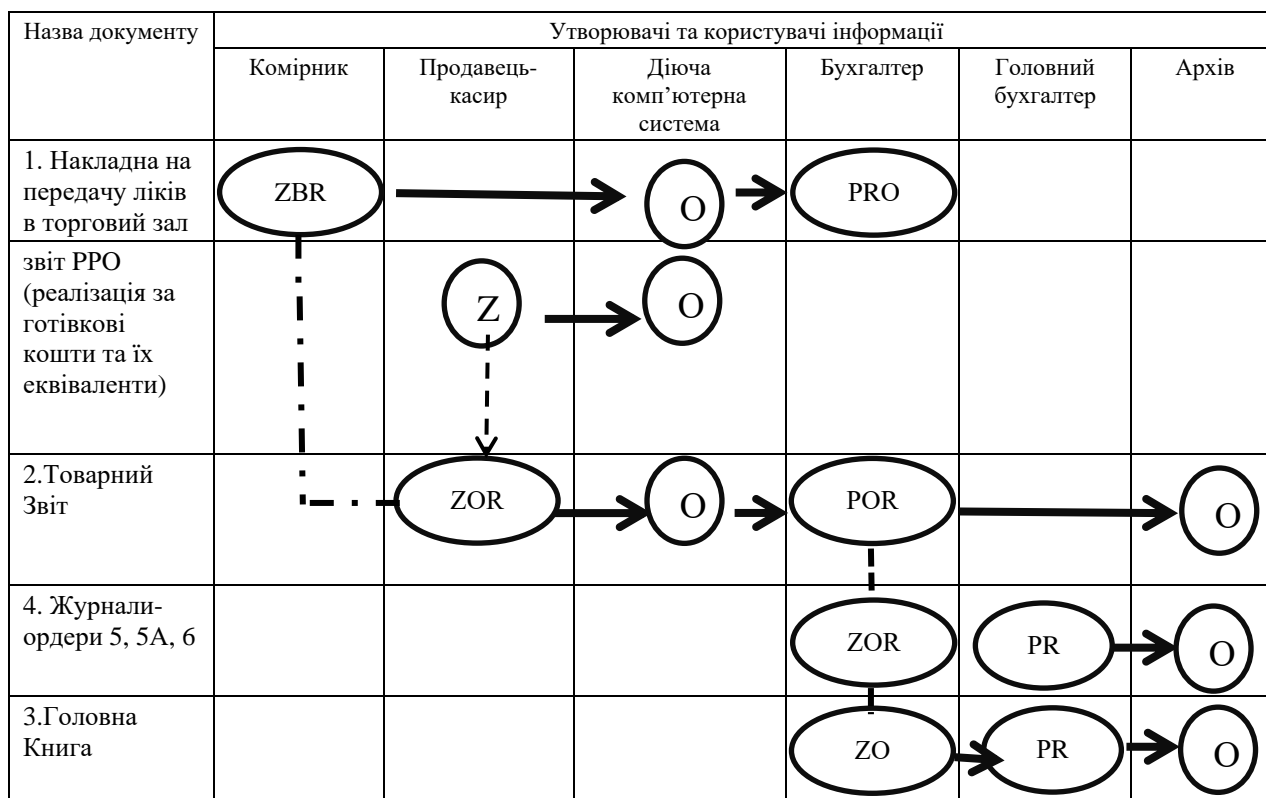 Назва документу
Утворювачі та користувачі інформації
Комірник
Продавець-
касир
Діюча
комп’ютерна
система
Бухгалтер
Головний
бухгалтер
Архів
1. Накладна на
передачу ліків
в торговий зал
ZBR
O
PRO
звіт РРО
(реалізація за
готівкові
кошти та їх
еквіваленти)
Z
O
2.Товарний
Звіт
ZOR
O
POR
O
4. Журнали-
ордери 5, 5А, 6
ZOR
PR
O
3.Головна
Книга
ZO
PR
O